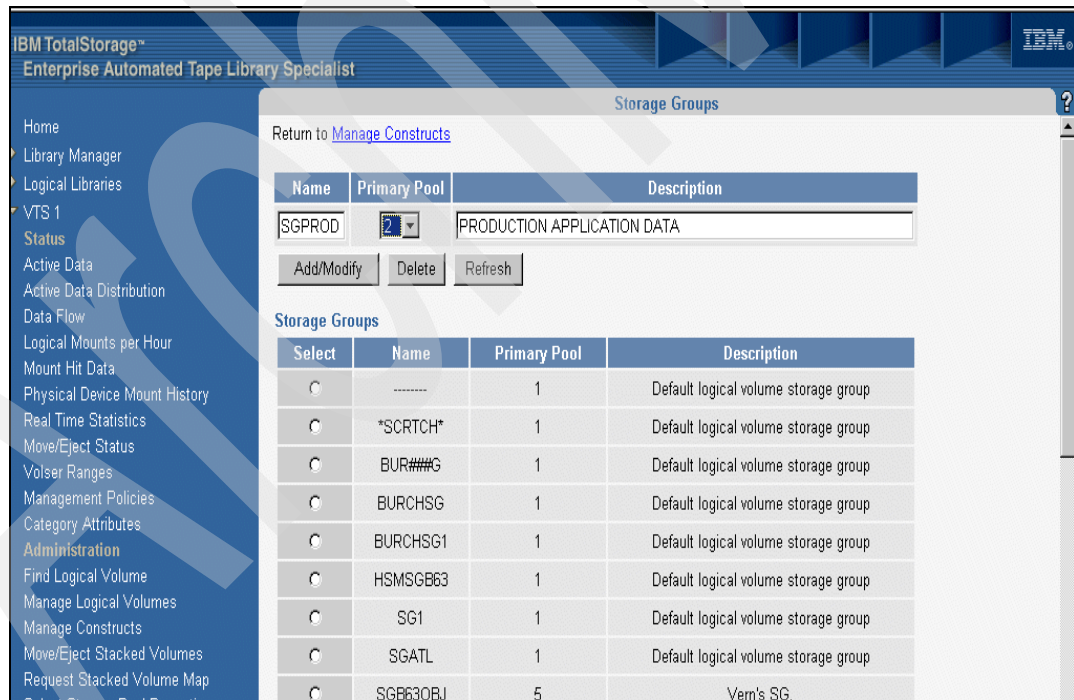 IBM TotalStorage™
Enterprise Automated Tape Library Specialist
IBM®
Home
Library Manager
Logical Libraries
VTS 1
Status
Active Data
Active Data Distribution
Data Flow
Logical Mounts per Hour
Mount Hit Data
Physical Device Mount History
Real Time Statistics
Move/Eject Status
Volser Ranges
Management Policies
Category Attributes
Administration
Find Logical Volume
Manage Logical Volumes
Manage Constructs
Move/Eject Stacked Volumes
Request Stacked Volume Map
Storage Groups
?
Return to Manage Constructs
Name Primary Pool Description
SGPROD 2 PRODUCTION APPLICATION DATA
Add/Modify Delete Refresh
Storage Groups
Select Name Primary Pool Description
-------- 1 Default logical volume storage group
*SCRTCH* 1 Default logical volume storage group
BUR###G 1 Default logical volume storage group
BURCHSG 1 Default logical volume storage group
BURCHSG1 1 Default logical volume storage group
HSMSGB63 1 Default logical volume storage group
SG1 1 Default logical volume storage group
SGATL 1 Default logical volume storage group
SGB63OBJ 5 Vern's SG.